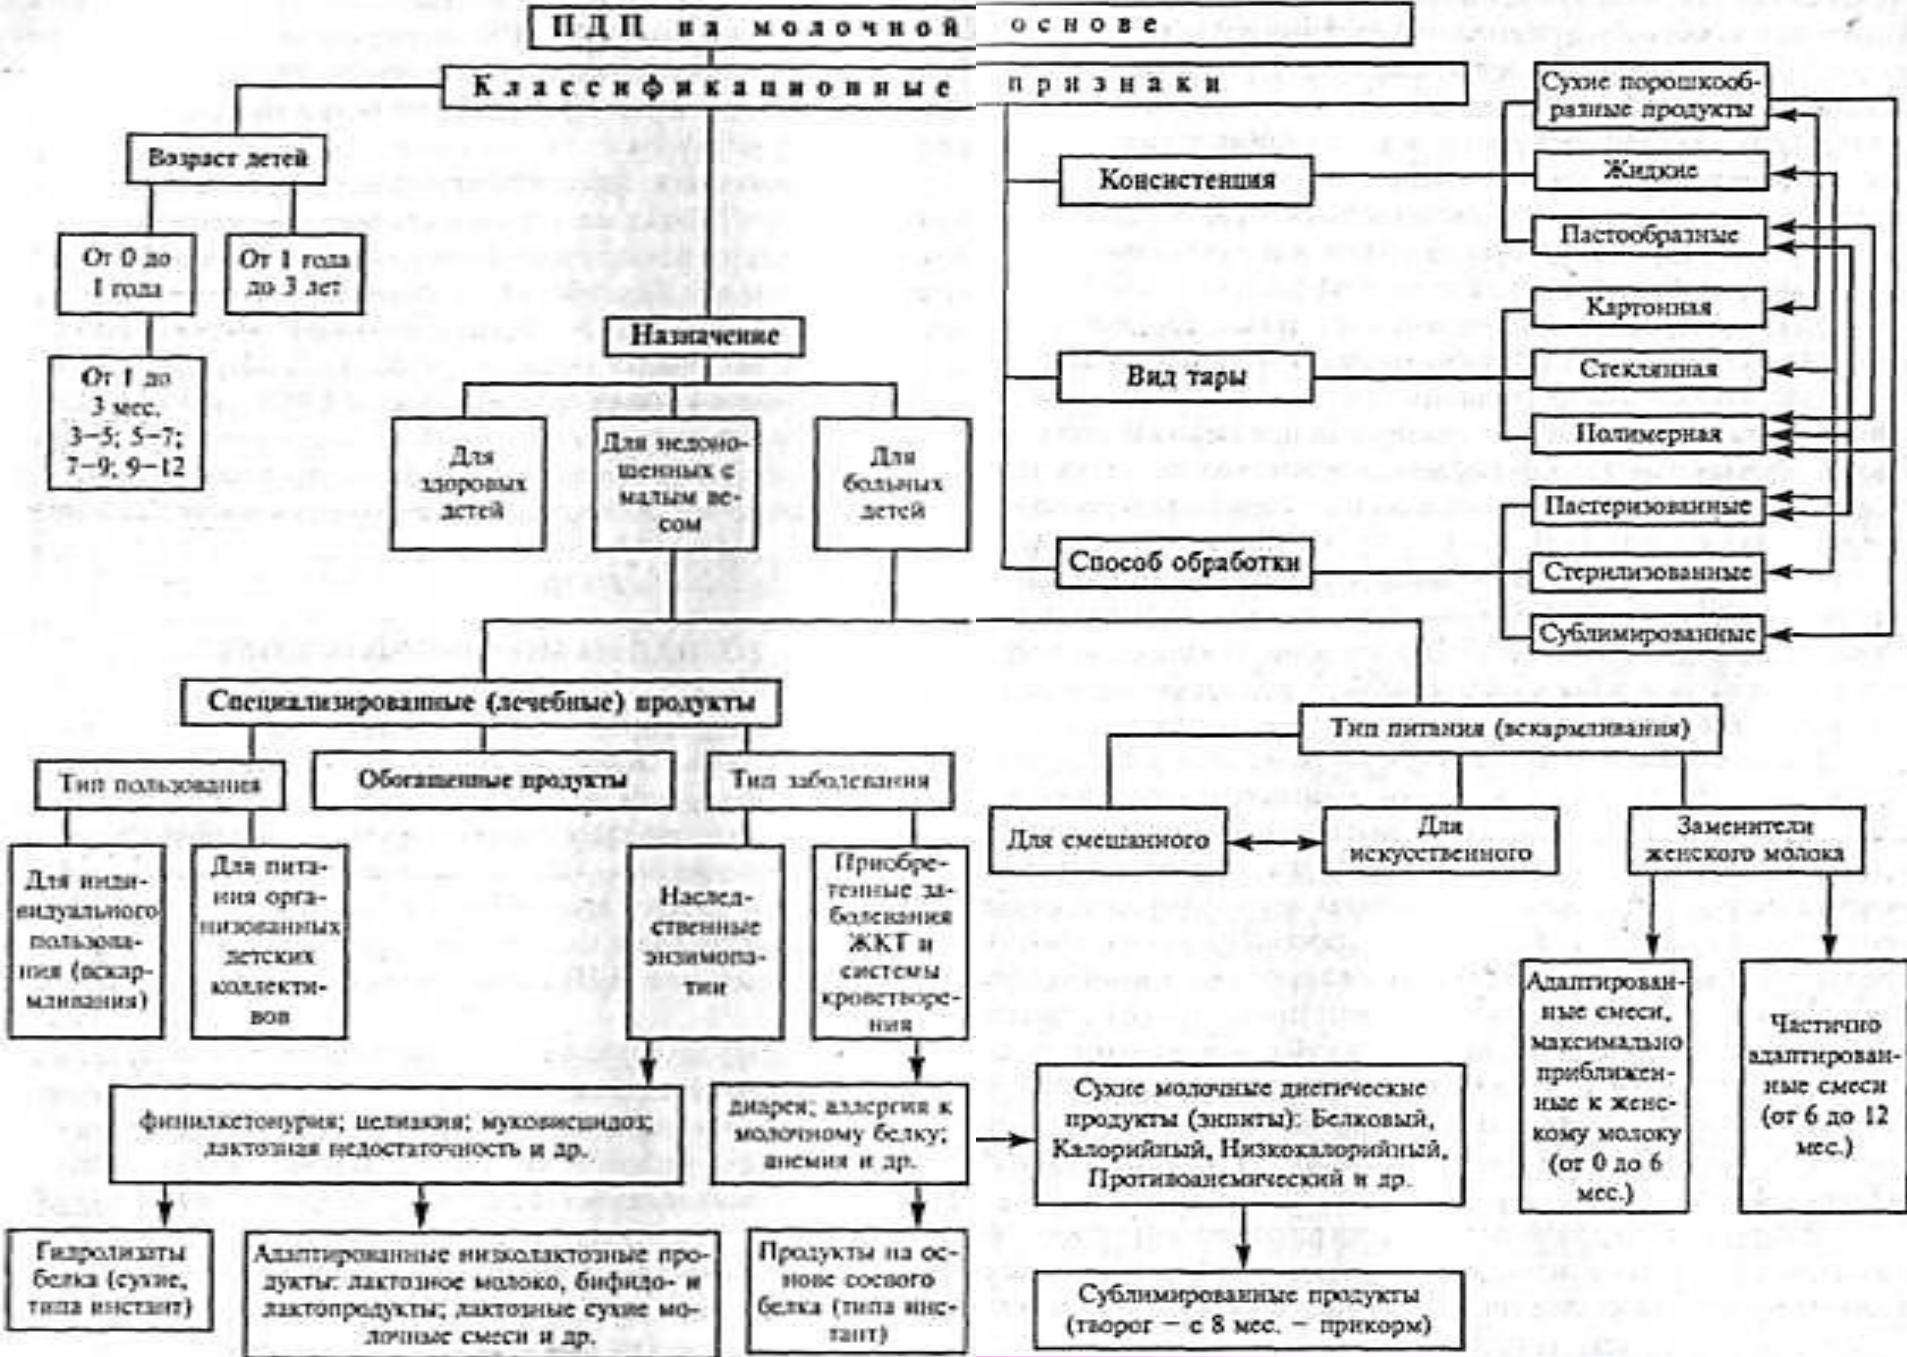 ПДП на молочной основе
Классификационные признаки
Возраст детей
От 0 до
1 года
От 1 года
до 3 лет
От 1 до
3 мес.
3–5; 5–7;
7–9; 9–12
Назначение
Для
здоровых
детей
Для недоно-
шенных с
малым ве-
сом
Для
больных
детей
Консистенция
Сухие порошкооб-
разные продукты
Жидкие
Пастообразные
Вид тары
Картонная
Стеклянная
Полимерная
Способ обработки
Пастеризованные
Стерилизованные
Сублимированные
Специализированные (лечебные) продукты
Тип пользования
Обогащенные продукты
Тип заболевания
Для инди-
видуального
пользова-
ния (вскар-
мливания)
Для пита-
ния орга-
низованных
детских
коллекти-
вов
Наслед-
ственные
энзимопа-
тии
Приобре-
тенные за-
болевания
ЖКТ и
системы
кроветворе-
ния
финилкетонурия; целиакия; муковисцидоз;
лактозная недостаточность и др.
диарея; аллергия к
молочному белку;
анемия и др.
Гидролизаты
белка (сухие,
типа инстант)
Адаптированные низколактозные про-
дукты: лактозное молоко, бифидо- и
лактопродукты; лактозные сухие мо-
лочные смеси и др.
Продукты на ос-
нове соевого
белка (типа инс-
тант)
Тип питания (вскармливания)
Для смешанного
Для
искусственного
Заменители
женского молока
Адаптирован-
ные смеси,
максимально
приближен-
ные к женс-
кому молоку
(от 0 до 6
мес.)
Частично
адаптирован-
ные смеси
(от 6 до 12
мес.)
Сухие молочные диетические
продукты (энпиты): Белковый,
Калорийный, Низкокалорийный,
Противоанемический и др.
Сублимированные продукты
(творог – с 8 мес. – прикорм)